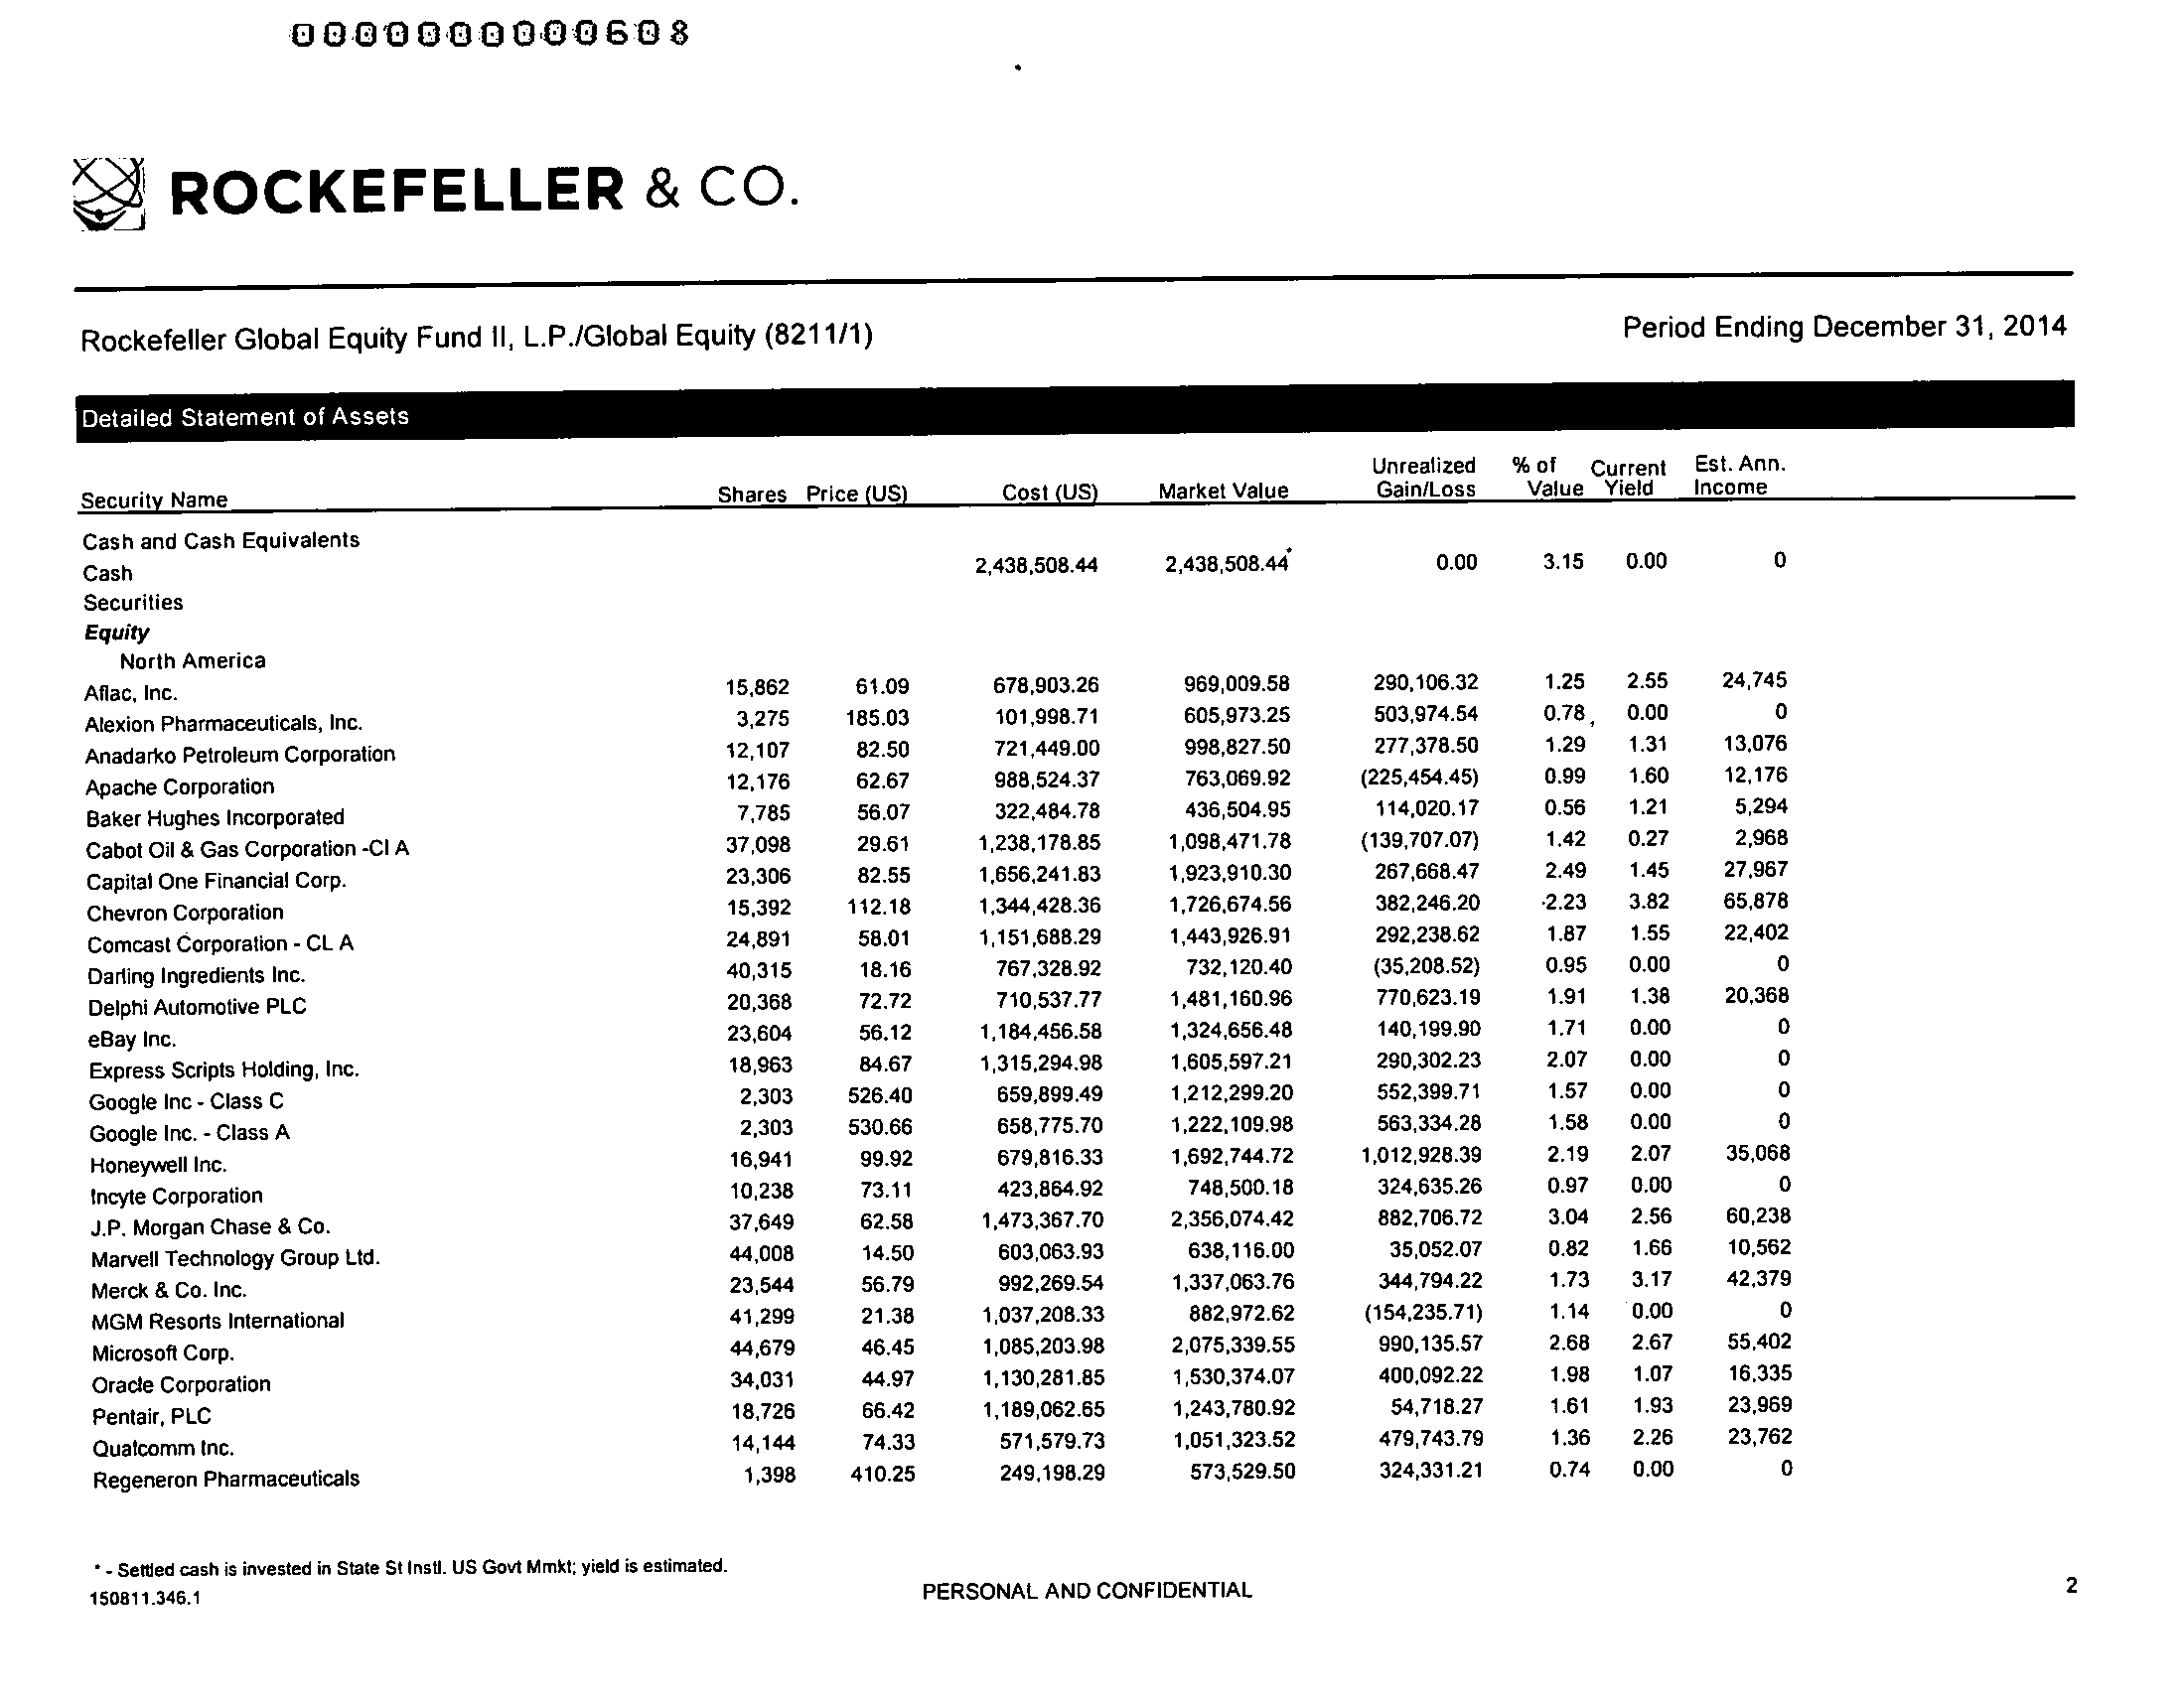 0000000000608
ROCKEFELLER & CO.
Rockefeller Global Equity Fund II, L.P./Global Equity (8211/1) Period Ending December 31, 2014
Detailed Statement of Assets
Unrealized % of Current Est. Ann.
Security Name Shares Price (US) Cost (US) Market Value Gain/Loss Value Yield Income
Cash and Cash Equivalents
Cash 2,438,508.44 2,438,508.44* 0.00 3.15 0.00 0
Securities
Equity
North America
Aflac, Inc. 15,862 61.09 678,903.26 969,009.58 290,106.32 1.25 2.55 24,745
Alexion Pharmaceuticals, Inc. 3,275 185.03 101,998.71 605,973.25 503,974.54 0.78 0.00 0
Anadarko Petroleum Corporation 12,107 82.50 721,449.00 998,827.50 277,378.50 1.29 1.31 13,076
Apache Corporation 12,176 62.67 988,524.37 763,069.92 (225,454.45) 0.99 1.60 12,176
Baker Hughes Incorporated 7,785 56.07 322,484.78 436,504.95 114,020.17 0.56 1.21 5,294
Cabot Oil & Gas Corporation -Cl A 37,098 29.61 1,238,178.85 1,098,471.78 (139,707.07) 1.42 0.27 2,968
Capital One Financial Corp. 23,306 82.55 1,656,241.83 1,923,910.30 267,668.47 2.49 1.45 27,967
Chevron Corporation 15,392 112.18 1,344,428.36 1,726,674.56 382,246.20 2.23 3.82 65,878
Comcast Corporation - CL A 24,891 58.01 1,151,688.29 1,443,926.91 292,238.62 1.87 1.55 22,402
Darling Ingredients Inc. 40,315 18.16 767,328.92 732,120.40 (35,208.52) 0.95 0.00 0
Delphi Automotive PLC 20,368 72.72 710,537.77 1,481,160.96 770,623.19 1.91 1.38 20,368
eBay Inc. 23,604 56.12 1,184,456.58 1,324,656.48 140,199.90 1.71 0.00 0
Express Scripts Holding, Inc. 18,963 84.67 1,315,294.98 1,605,597.21 290,302.23 2.07 0.00 0
Google Inc - Class C 2,303 526.40 659,899.49 1,212,299.20 552,399.71 1.57 0.00 0
Google Inc. - Class A 2,303 530.66 658,775.70 1,222,109.98 563,334.28 1.58 0.00 0
Honeywell Inc. 16,941 99.92 679,816.33 1,692,744.72 1,012,928.39 2.19 2.07 35,068
Incyte Corporation 10,238 73.11 423,864.92 748,500.18 324,635.26 0.97 0.00 0
J.P. Morgan Chase & Co. 37,649 62.58 1,473,367.70 2,356,074.42 882,706.72 3.04 2.56 60,238
Marvell Technology Group Ltd. 44,008 14.50 603,063.93 638,116.00 35,052.07 0.82 1.66 10,562
Merck & Co. Inc. 23,544 56.79 992,269.54 1,337,063.76 344,794.22 1.73 3.17 42,379
MGM Resorts International 41,299 21.38 1,037,208.33 882,972.62 (154,235.71) 1.14 0.00 0
Microsoft Corp. 44,679 46.45 1,085,203.98 2,075,339.55 990,135.57 2.68 2.67 55,402
Oracle Corporation 34,031 44.97 1,130,281.85 1,530,374.07 400,092.22 1.98 1.07 16,335
Pentair, PLC 18,726 66.42 1,189,062.65 1,243,780.92 54,718.27 1.61 1.93 23,969
Qualcomm Inc. 14,144 74.33 571,579.73 1,051,323.52 479,743.79 1.36 2.26 23,762
Regeneron Pharmaceuticals 1,398 410.25 249,198.29 573,529.50 324,331.21 0.74 0.00 0
* - Settled cash is invested in State St Instl. US Govt Mmkt; yield is estimated.
150811.346.1 PERSONAL AND CONFIDENTIAL 2